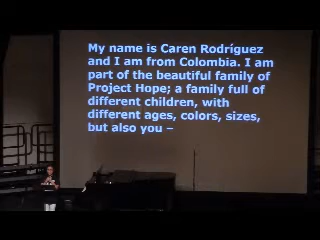 My name is Caren Rodríguez
and I am from Colombia. I am
part of the beautiful family of
Project Hope; a family full of
different children, with
different ages, colors, sizes,
but also you –